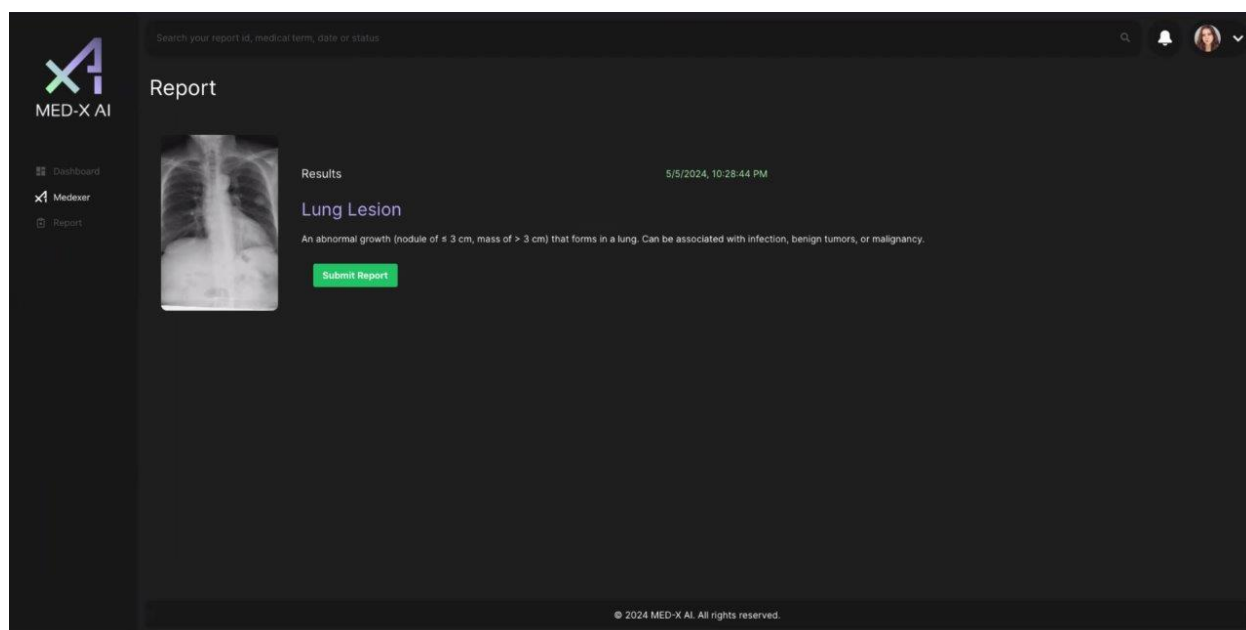 Search your report id, medical term, date or status
MED-X AI
Report
Dashboard
Medexer
Report
Results
5/5/2024, 10:28:44 PM
Lung Lesion
An abnormal growth (nodule of ≤ 3 cm, mass of > 3 cm) that forms in a lung. Can be associated with infection, benign tumors, or malignancy.
Submit Report
© 2024 MED-X AI. All rights reserved.